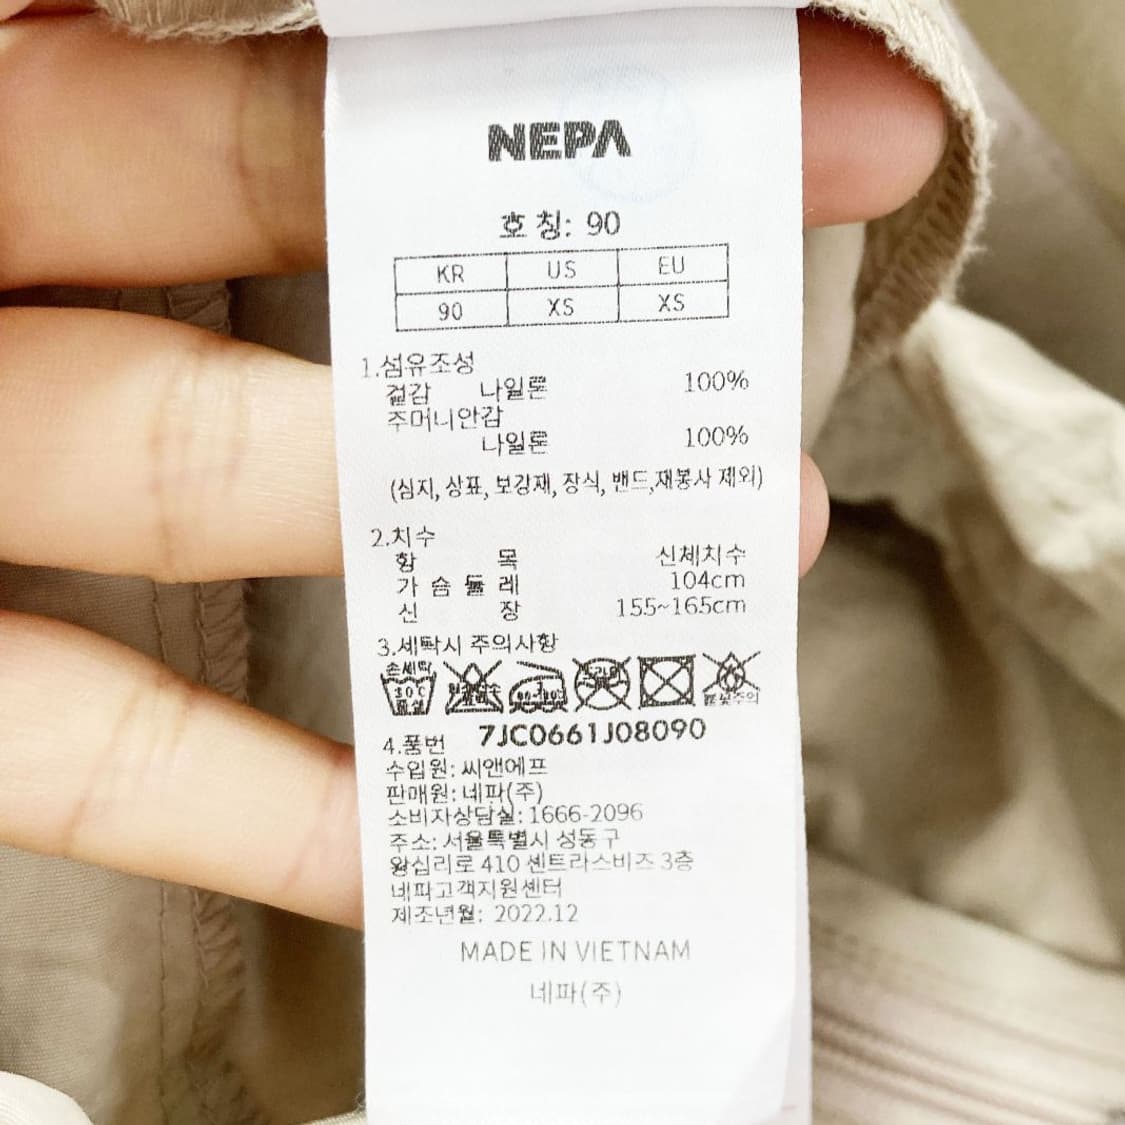 NEPA
호 칭: 90
KR US EU
90 XS XS
1.섬유조성
겉감 나일론 100%
주머니안감
나일론 100%
(심지, 상표, 보강재, 장식, 밴드,재봉사 제외)
2.치수
항 목 신체치수
가 슴 둘 레 104cm
신 장 155~165cm
3.세탁시 주의사항
손세탁
30℃
중성
드라이
불꽃주의
4.품번 7JC0661J08090
수입원: 씨앤에프
판매원: 네파(주)
소비자상담실: 1666-2096
주소: 서울특별시 성동구
왕십리로 410 센트라스비즈 3층
네파고객지원센터
제조년월: 2022.12
MADE IN VIETNAM
네파(주)